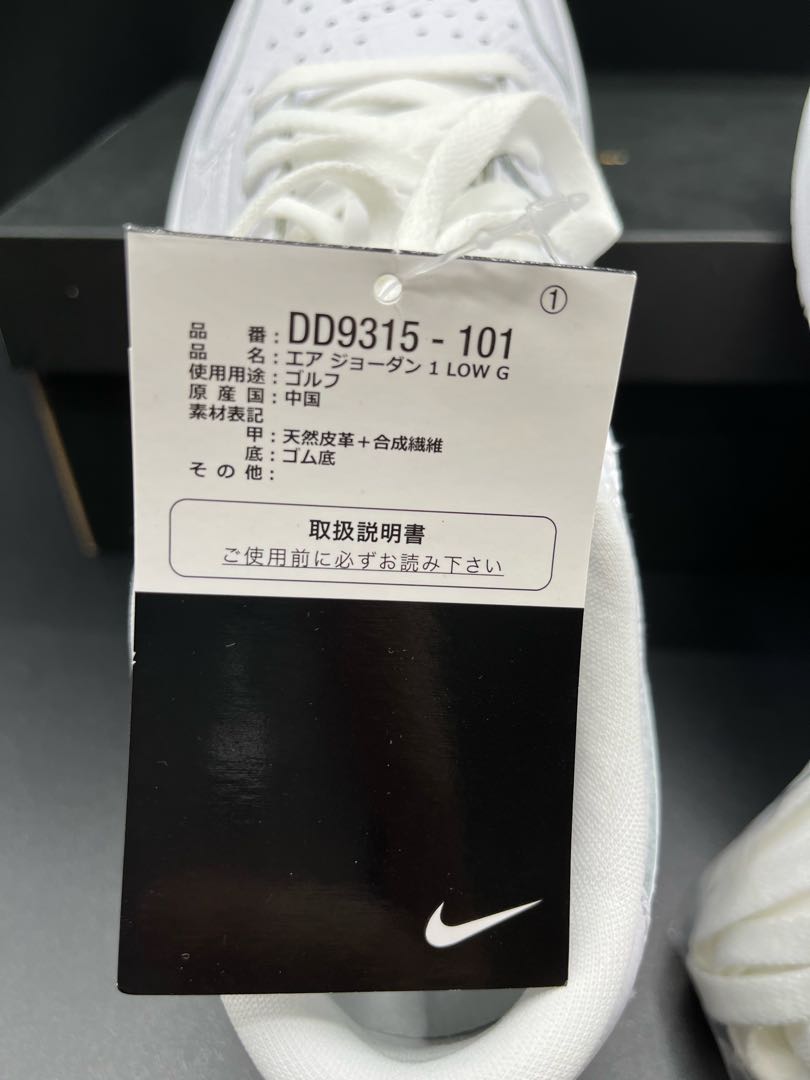 ①
品番：DD9315 - 101
品名：エア ジョーダン 1 LOW G
使用用途：ゴルフ
原産国：中国
素材表記
甲：天然皮革＋合成繊維
底：ゴム底
その他：
取扱説明書
ご使用前に必ずお読み下さい